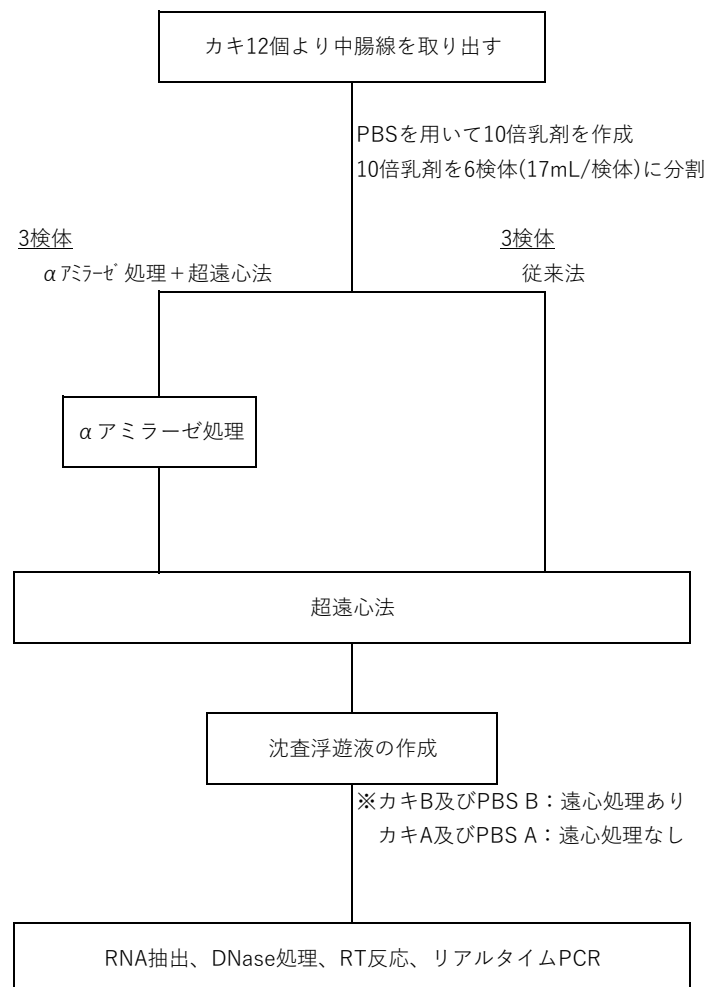 カキ12個より中腸線を取り出す
PBSを用いて10倍乳剤を作成
10倍乳剤を6検体(17mL/検体)に分割
3検体
αｱﾐﾗｰｾﾞ処理＋超遠心法
3検体
従来法
αアミラーゼ処理
超遠心法
沈査浮遊液の作成
※カキB及びPBS B：遠心処理あり
カキA及びPBS A：遠心処理なし
RNA抽出、DNase処理、RT反応、リアルタイムPCR